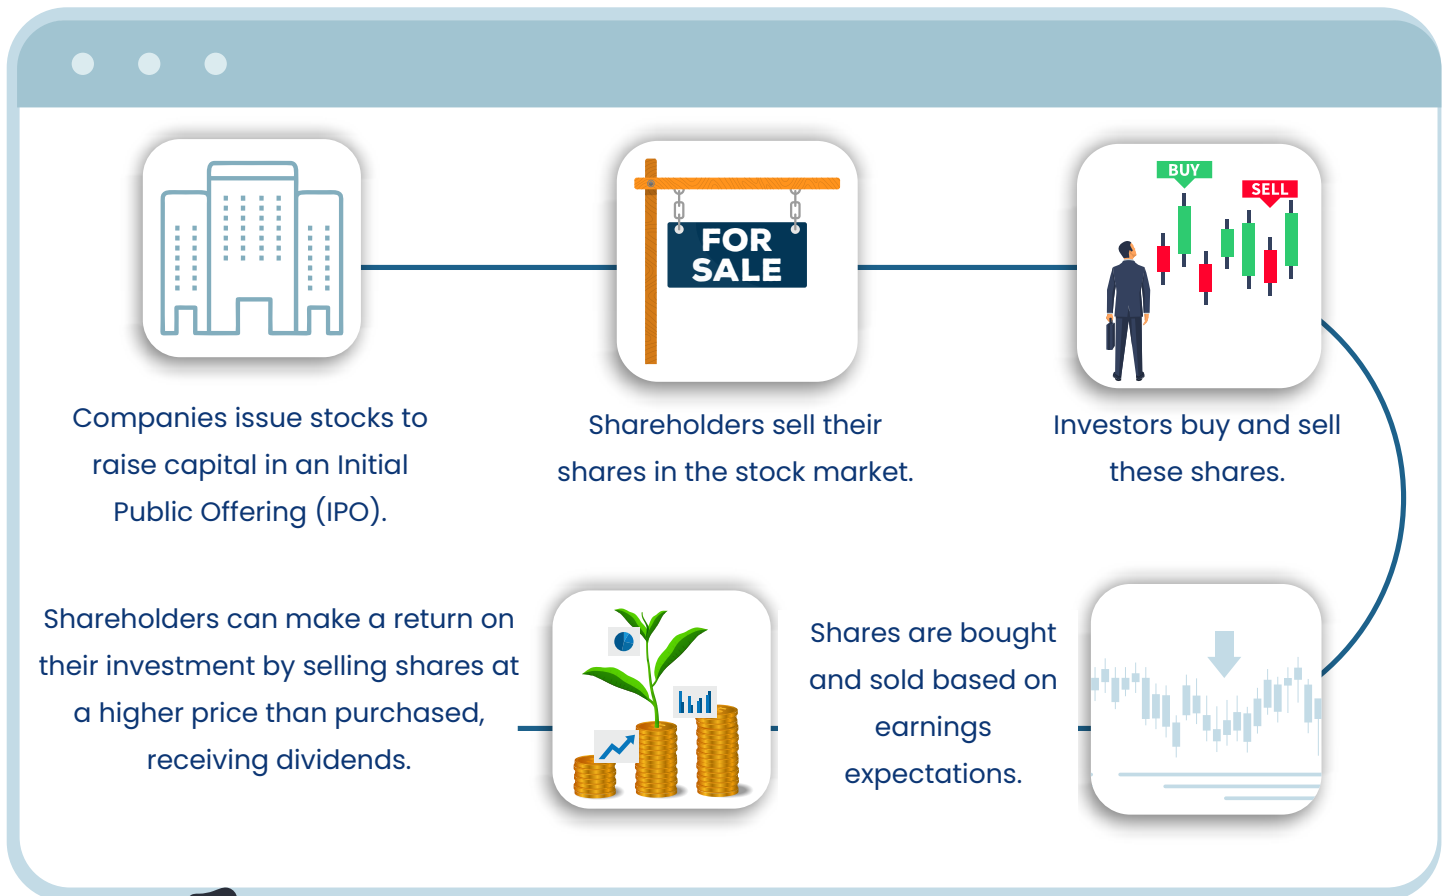 FOR
SALE
BUY
SELL
Companies issue stocks to
raise capital in an Initial
Public Offering (IPO).
Shareholders sell their
shares in the stock market.
Investors buy and sell
these shares.
Shares are bought
and sold based on
earnings
expectations.
Shareholders can make a return on
their investment by selling shares at
a higher price than purchased,
receiving dividends.